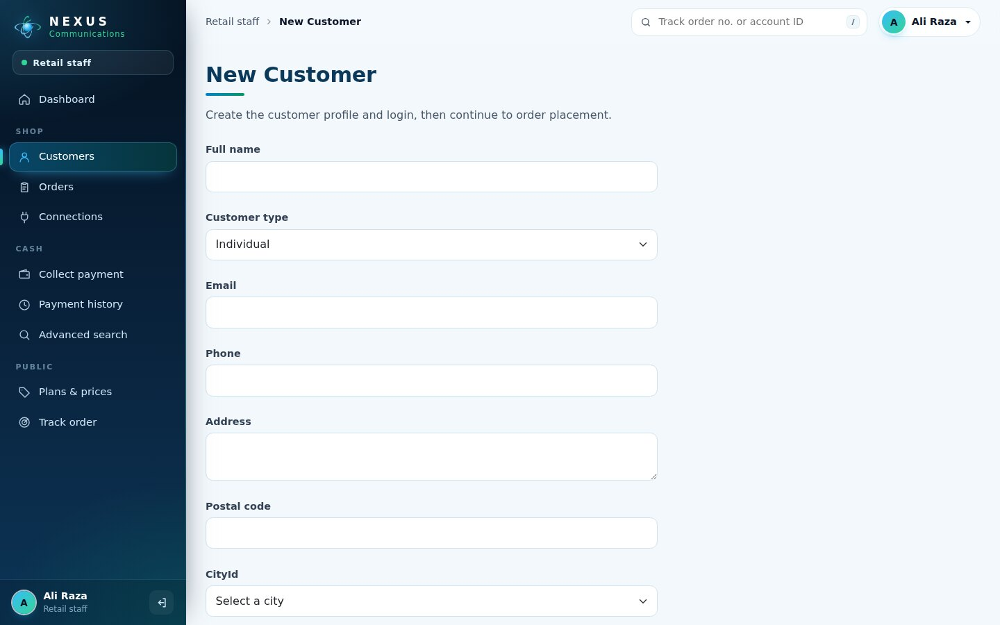 NEXUS
Communications
Retail staff
Dashboard
SHOP
Customers
Orders
Connections
CASH
Collect payment
Payment history
Advanced search
PUBLIC
Plans & prices
Track order
A
Ali Raza
Retail staff
Retail staff > New Customer
Track order no. or account ID
/
A
Ali Raza
New Customer
Create the customer profile and login, then continue to order placement.
Full name
Customer type
Individual
Email
Phone
Address
Postal code
CityId
Select a city